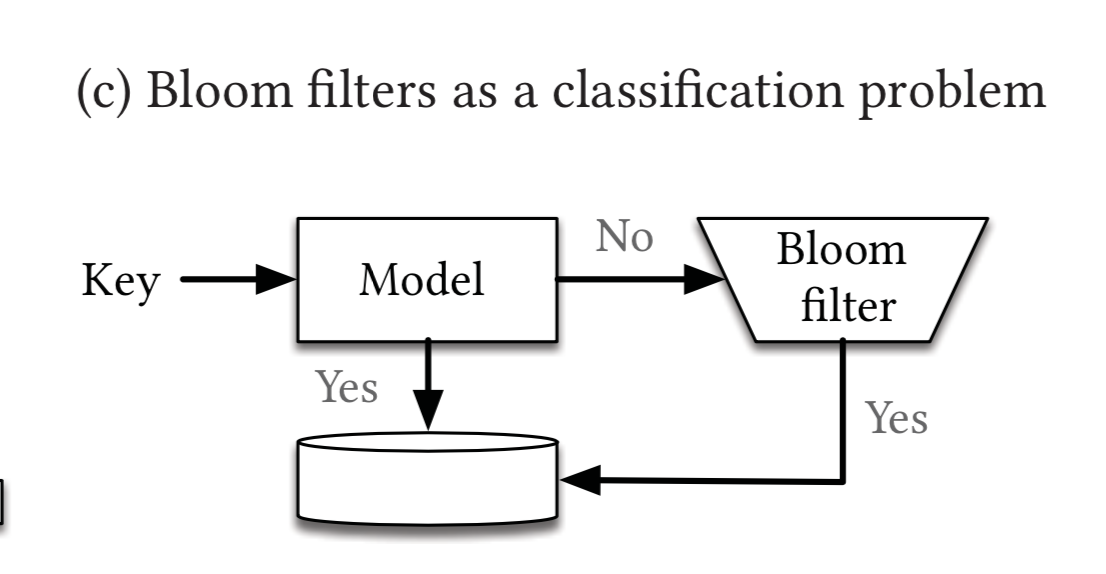 (c) Bloom filters as a classification problem
Key
Model
No
Bloom
filter
Yes
Yes